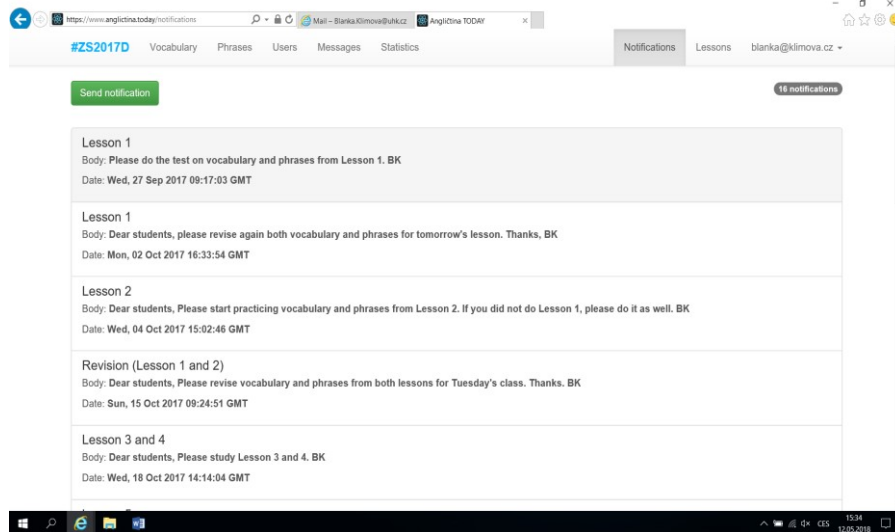 https://www.anglictina.today/notifications
Mail – Blanka.Klimova@uhk.cz
Angličtina TODAY
#ZS2017D Vocabulary Phrases Users Messages Statistics Notifications Lessons blanka@klimova.cz
Send notification
16 notifications
Lesson 1
Body: Please do the test on vocabulary and phrases from Lesson 1. BK
Date: Wed, 27 Sep 2017 09:17:03 GMT
Lesson 1
Body: Dear students, please revise again both vocabulary and phrases for tomorrow's lesson. Thanks, BK
Date: Mon, 02 Oct 2017 16:33:54 GMT
Lesson 2
Body: Dear students, Please start practicing vocabulary and phrases from Lesson 2. If you did not do Lesson 1, please do it as well. BK
Date: Wed, 04 Oct 2017 15:02:46 GMT
Revision (Lesson 1 and 2)
Body: Dear students, Please revise vocabulary and phrases from both lessons for Tuesday's class. Thanks. BK
Date: Sun, 15 Oct 2017 09:24:51 GMT
Lesson 3 and 4
Body: Dear students, Please study Lesson 3 and 4. BK
Date: Wed, 18 Oct 2017 14:14:04 GMT
CES
15:34
12.05.2018